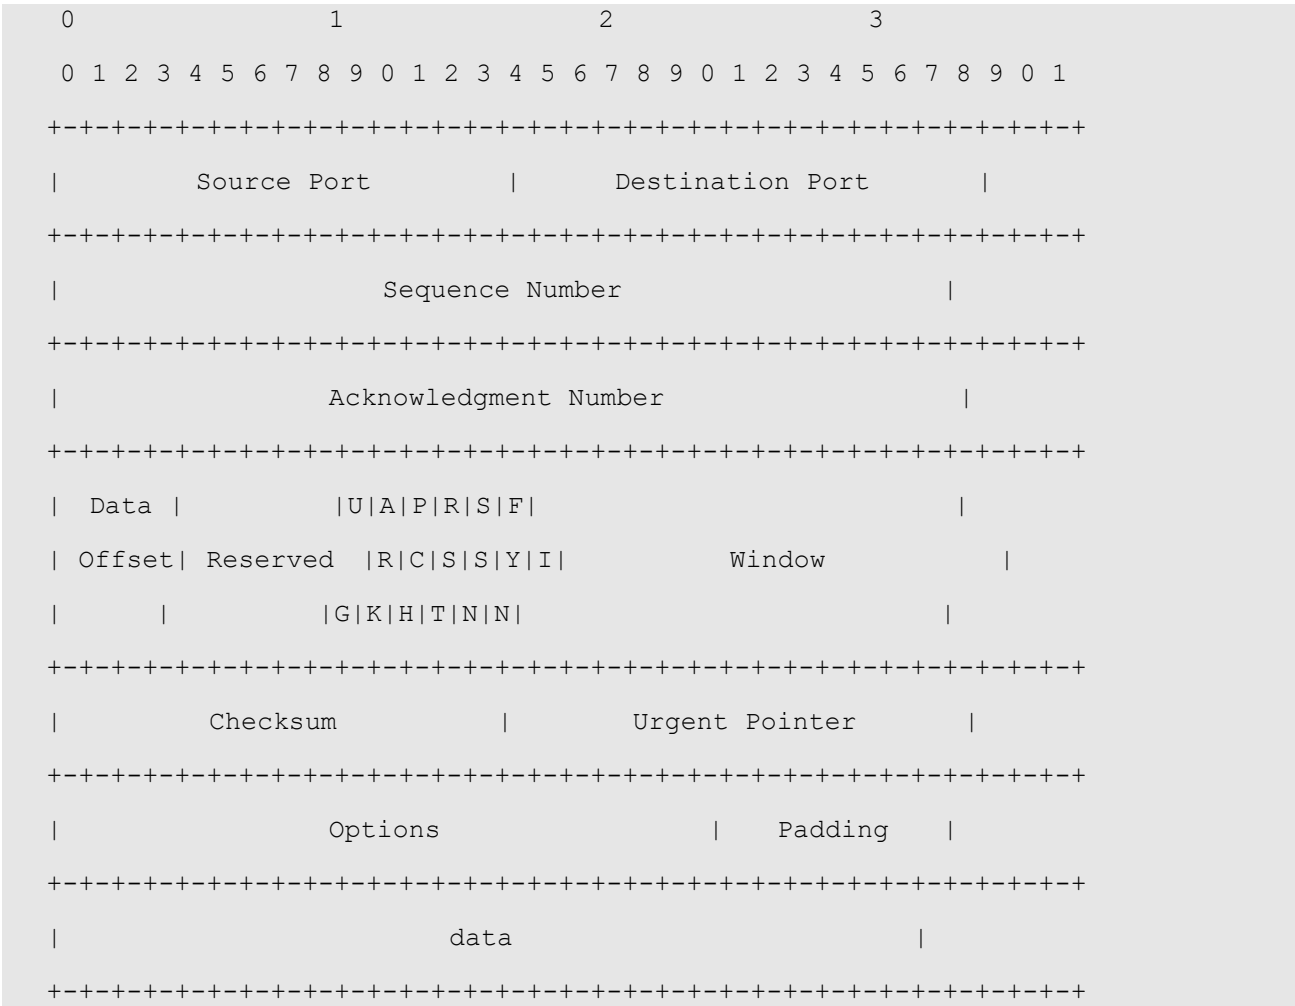 0                   1                   2                   3
0 1 2 3 4 5 6 7 8 9 0 1 2 3 4 5 6 7 8 9 0 1 2 3 4 5 6 7 8 9 0 1
+-+-+-+-+-+-+-+-+-+-+-+-+-+-+-+-+-+-+-+-+-+-+-+-+-+-+-+-+-+-+-+-+
|          Source Port          |       Destination Port        |
+-+-+-+-+-+-+-+-+-+-+-+-+-+-+-+-+-+-+-+-+-+-+-+-+-+-+-+-+-+-+-+-+
|                        Sequence Number                        |
+-+-+-+-+-+-+-+-+-+-+-+-+-+-+-+-+-+-+-+-+-+-+-+-+-+-+-+-+-+-+-+-+
|                    Acknowledgment Number                      |
+-+-+-+-+-+-+-+-+-+-+-+-+-+-+-+-+-+-+-+-+-+-+-+-+-+-+-+-+-+-+-+-+
|  Data |           |U|A|P|R|S|F|                               |
| Offset| Reserved  |R|C|S|S|Y|I|            Window             |
|       |           |G|K|H|T|N|N|                               |
+-+-+-+-+-+-+-+-+-+-+-+-+-+-+-+-+-+-+-+-+-+-+-+-+-+-+-+-+-+-+-+-+
|           Checksum            |         Urgent Pointer        |
+-+-+-+-+-+-+-+-+-+-+-+-+-+-+-+-+-+-+-+-+-+-+-+-+-+-+-+-+-+-+-+-+
|                    Options                    |    Padding    |
+-+-+-+-+-+-+-+-+-+-+-+-+-+-+-+-+-+-+-+-+-+-+-+-+-+-+-+-+-+-+-+-+
|                             data                              |
+-+-+-+-+-+-+-+-+-+-+-+-+-+-+-+-+-+-+-+-+-+-+-+-+-+-+-+-+-+-+-+-+